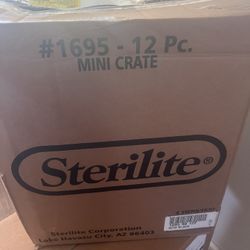 #1695 - 12 Pc.
MINI CRATE
Sterilite®
Sterilite Corporation
Lake Havasu City, AZ 86403